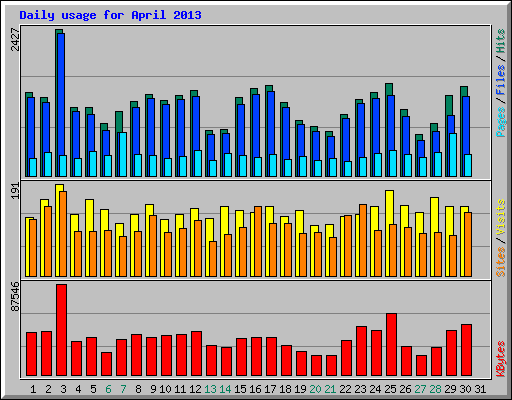 Daily usage for April 2013
2427
Pages / Files / Hits
191
Sites / Visits
87546
KBytes
1 2 3 4 5 6 7 8 9 10 11 12 13 14 15 16 17 18 19 20 21 22 23 24 25 26 27 28 29 30 31